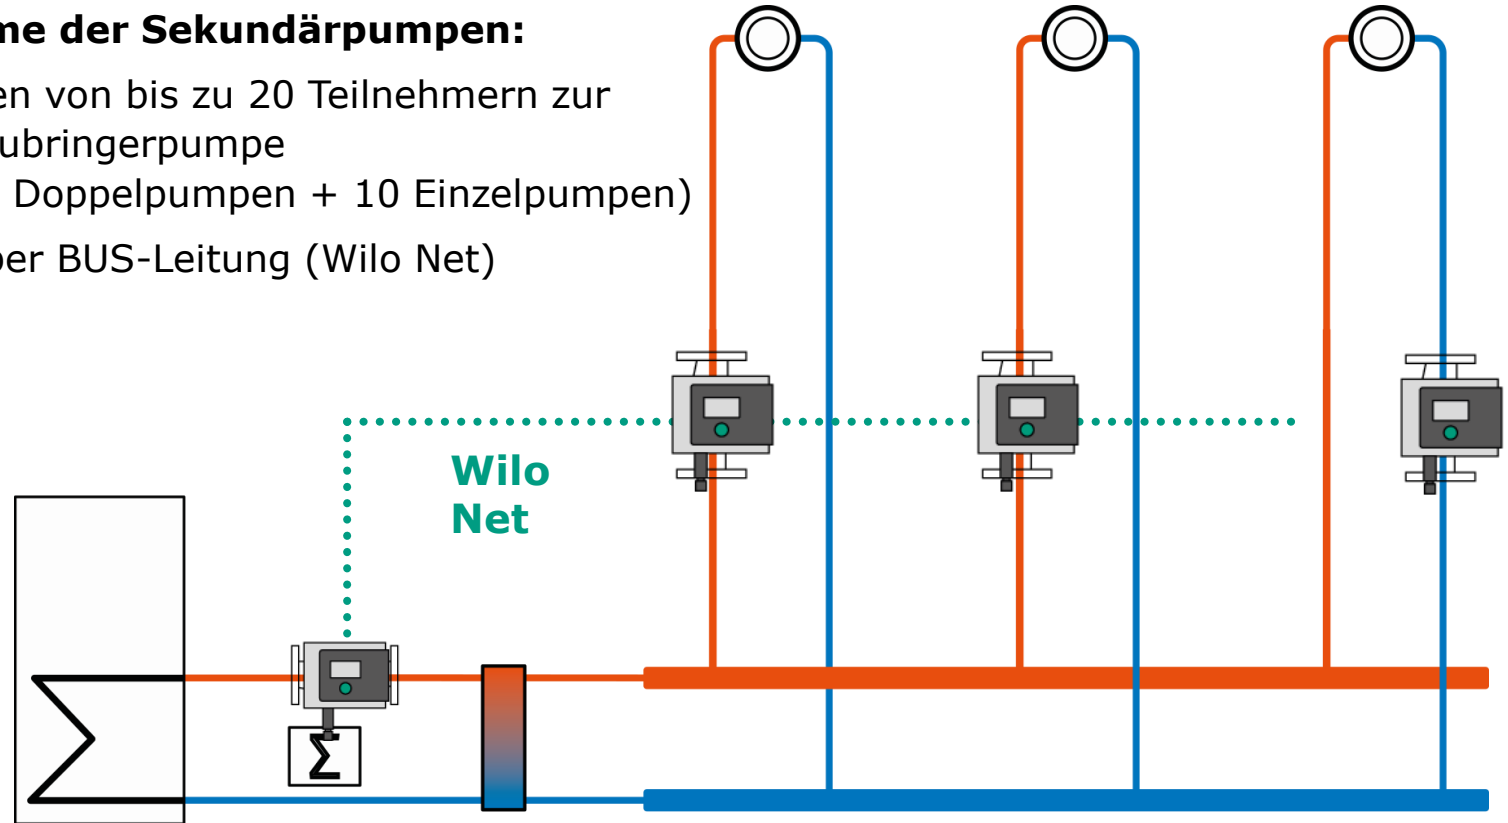 me der Sekundärpumpen:
en von bis zu 20 Teilnehmern zur
ubringerpumpe
Doppelpumpen + 10 Einzelpumpen)
ber BUS-Leitung (Wilo Net)
Wilo
Net
Σ